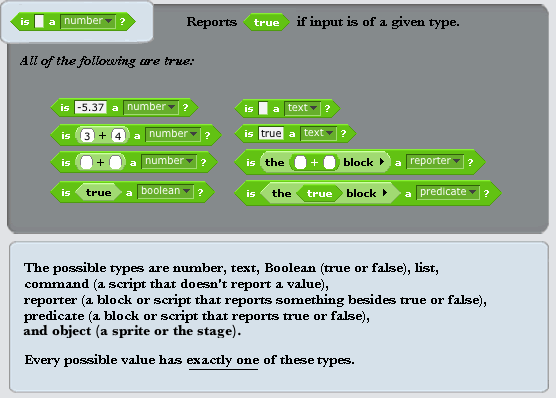 is a number ?
Reports true if input is of a given type.
All of the following are true:
is -5.37 a number ?
is a text ?
is 3 + 4 a number ?
is true a text ?
is + a number ?
is the + block a reporter ?
is true a boolean ?
is the true block a predicate ?
The possible types are number, text, Boolean (true or false), list,
command (a script that doesn't report a value),
reporter (a block or script that reports something besides true or false),
predicate (a block or script that reports true or false),
and object (a sprite or the stage).
Every possible value has exactly one of these types.